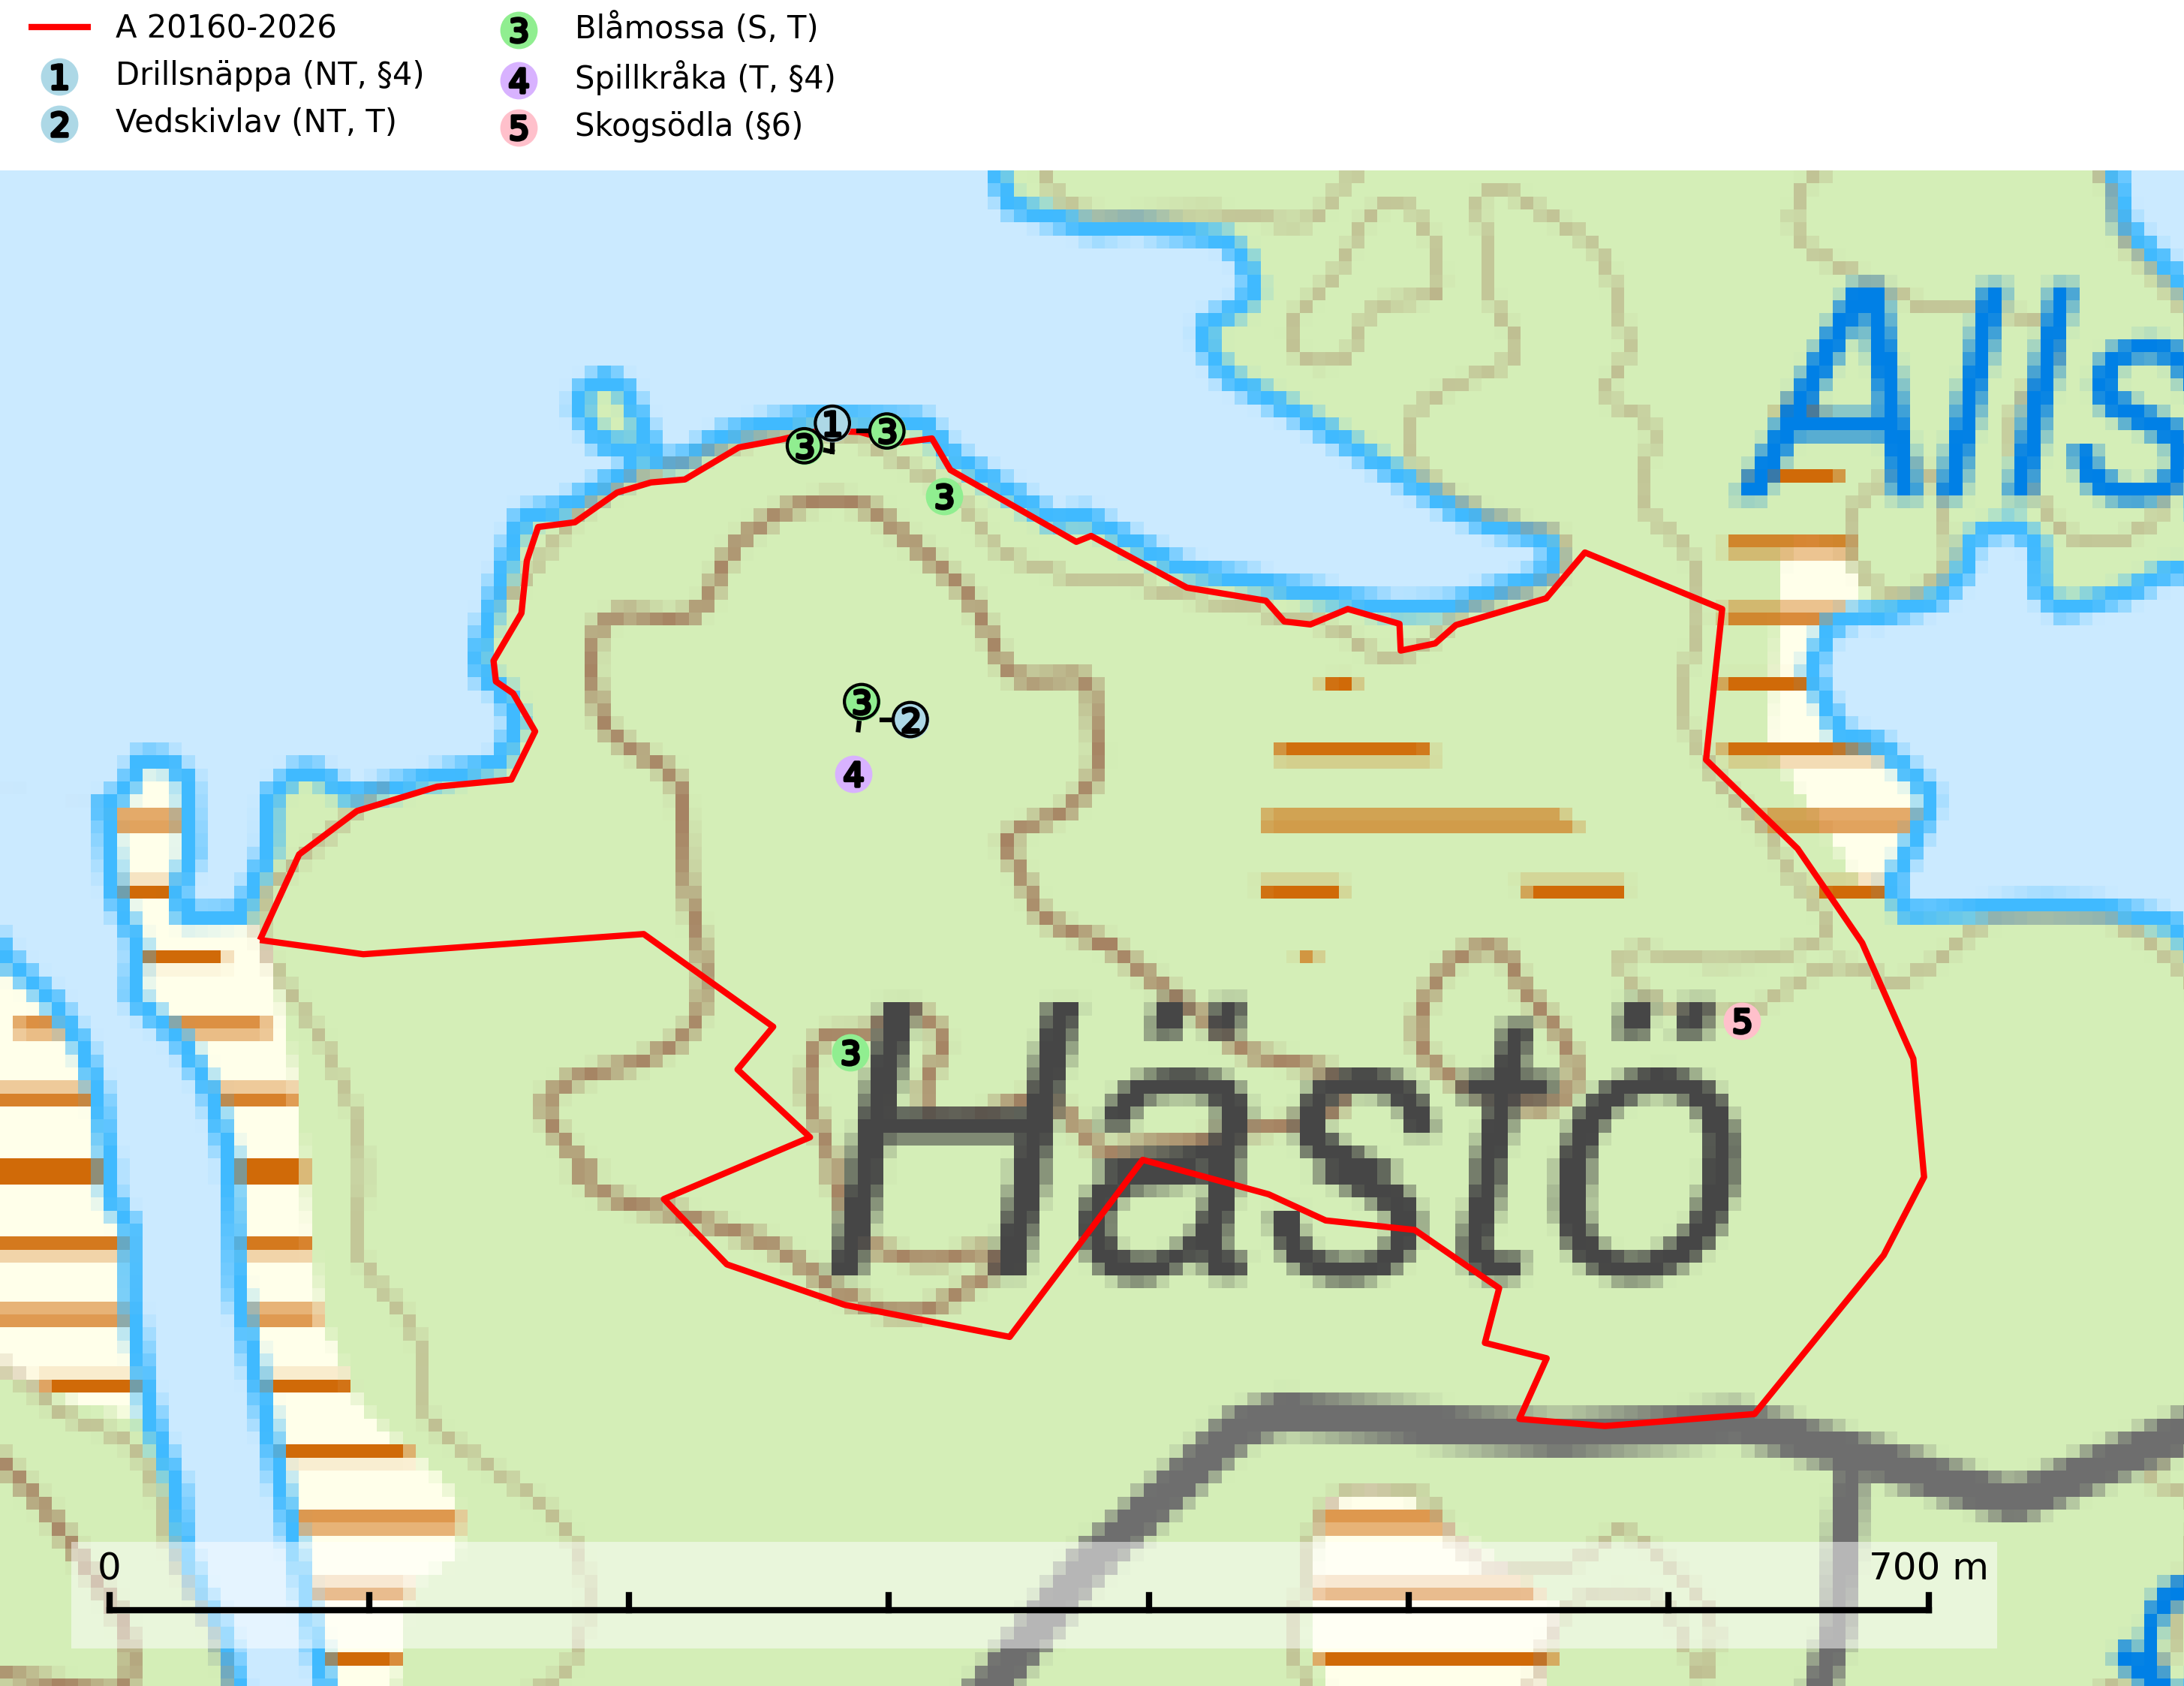 A 20160-2026
1 Drillsnäppa (NT, §4)
2 Vedskivlav (NT, T)
3 Blåmossa (S, T)
4 Spillkråka (T, §4)
5 Skogsödla (§6)
Alls
1
3 3
3
3 2
4
5
3
Hästö
0 700 m